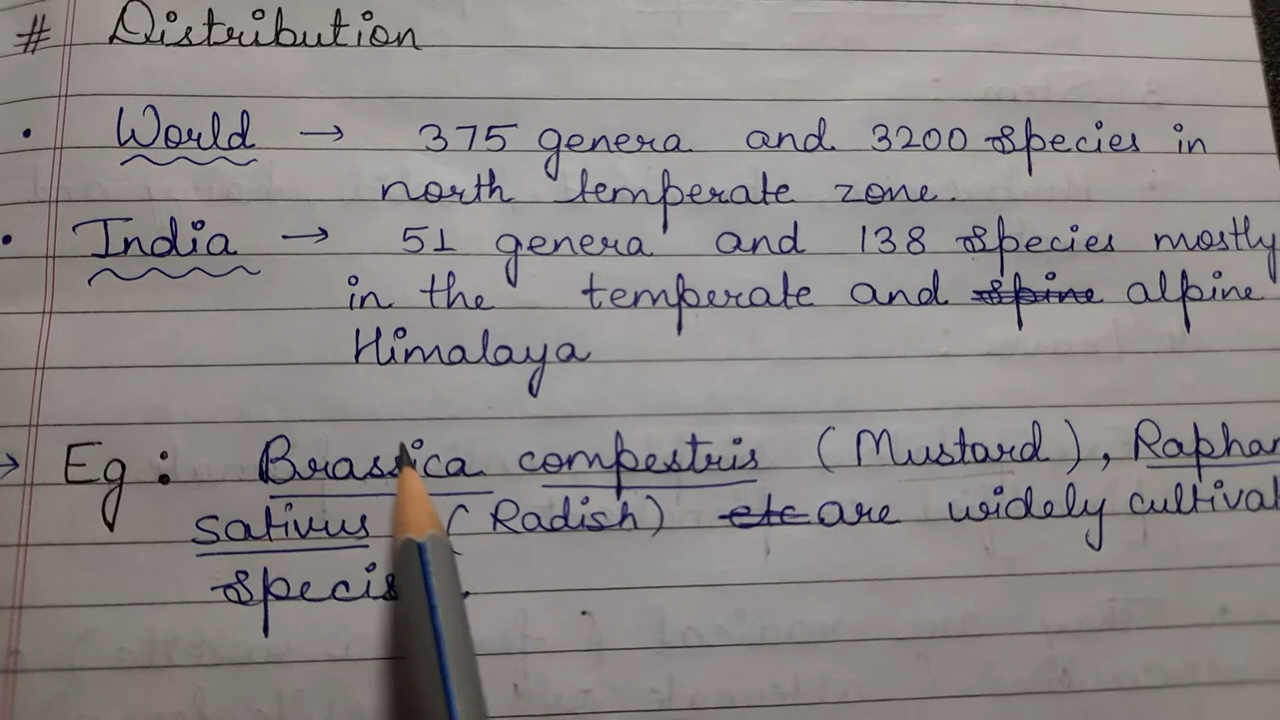 # Distribution
• World → 375 genera and 3200 species in
north temperate zone.
• India → 51 genera and 138 species mostly
in the temperate and spine alpine
Himalaya
→ Eg: Brassica compestris (Mustard), Raphan
sativus (Radish) etc are widely cultivat
specis